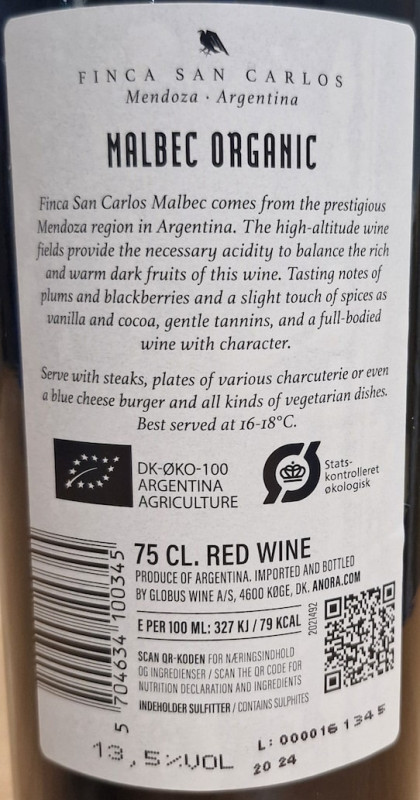 FINCA SAN CARLOS
Mendoza · Argentina
MALBEC ORGANIC
Finca San Carlos Malbec comes from the prestigious
Mendoza region in Argentina. The high-altitude wine
fields provide the necessary acidity to balance the rich
and warm dark fruits of this wine. Tasting notes of
plums and blackberries and a slight touch of spices as
vanilla and cocoa, gentle tannins, and a full-bodied
wine with character.
Serve with steaks, plates of various charcuterie or even
a blue cheese burger and all kinds of vegetarian dishes.
Best served at 16-18°C.
DK-ØKO-100
ARGENTINA
AGRICULTURE
Ø
Stats-
kontrolleret
økologisk
5 704634 100345
75 CL. RED WINE
PRODUCE OF ARGENTINA. IMPORTED AND BOTTLED
BY GLOBUS WINE A/S, 4600 KØGE, DK. ANORA.COM
E PER 100 ML: 327 KJ / 79 KCAL
2021492
SCAN QR-KODEN FOR NÆRINGSINDHOLD
OG INGREDIENSER / SCAN THE QR CODE FOR
NUTRITION DECLARATION AND INGREDIENTS
INDEHOLDER SULFITTER / CONTAINS SULPHITES
13,5%VOL
L: 000016 1345
20 24